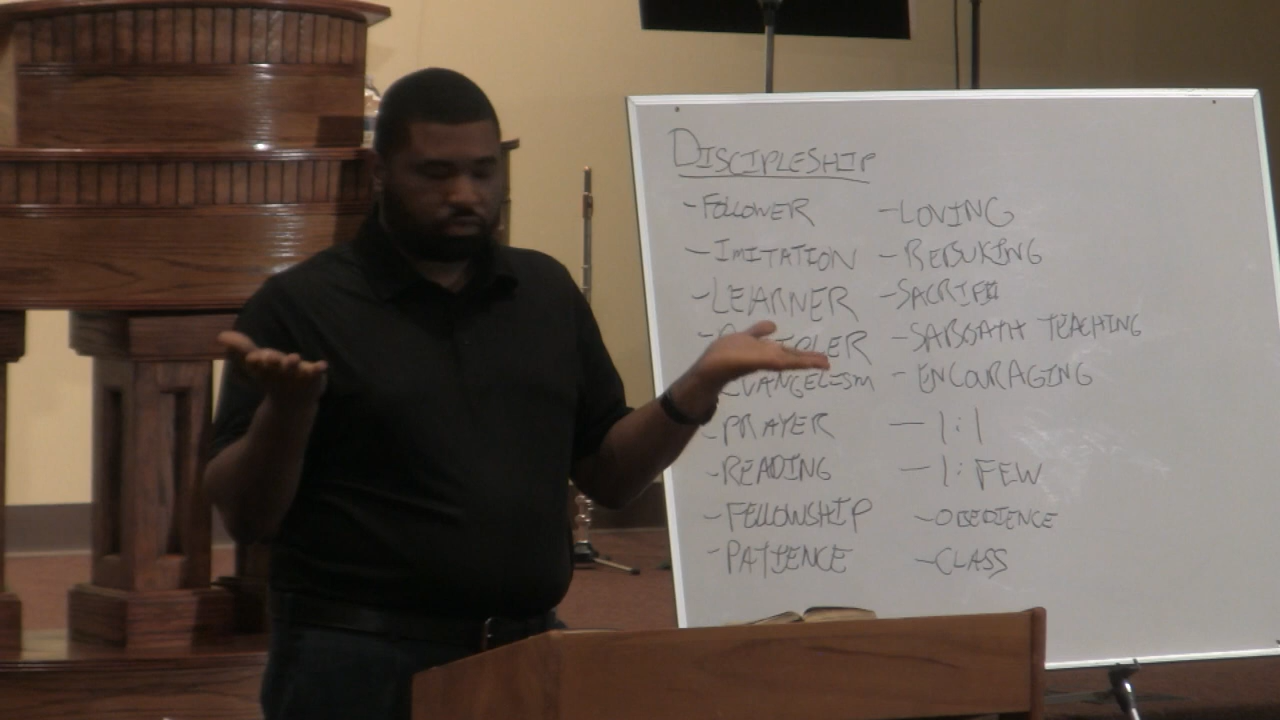 DISCIPLESHIP
- FOLLOWER
- IMITATION
- LEARNER
- EVANGELISM
- PRAYER
- READING
- FELLOWSHIP
- PATIENCE
- LOVING
- REBUKING
- SACRIFI
- SABBATH TEACHING
- ENCOURAGING
- 1:1
- 1: FEW
- OBEDIENCE
- CLASS